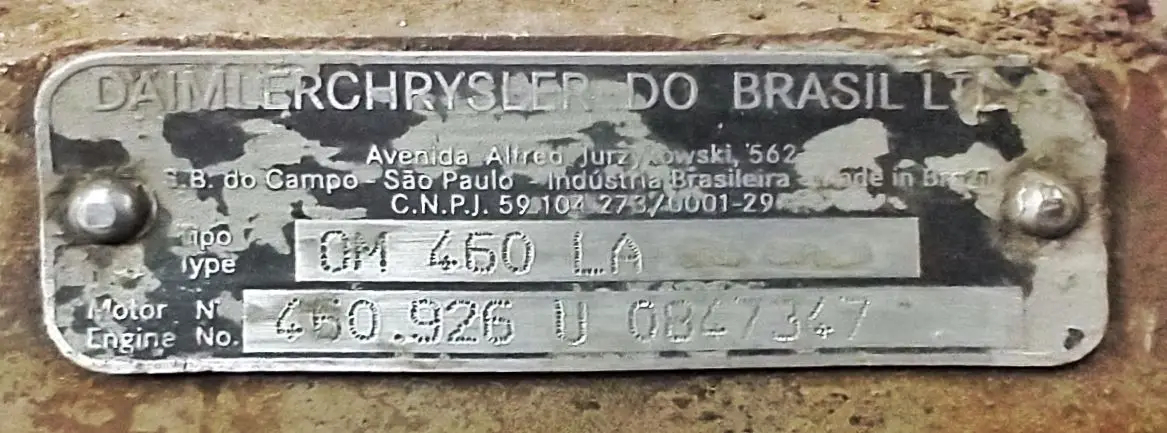 DAIMLERCHRYSLER DO BRASIL LTDA
Avenida Alfred Jurzykowski, 562
S.B. do Campo - São Paulo - Indústria Brasileira - Made in Brazil
C.N.P.J. 59.104.273/0001-29
Tipo
Type OM 460 LA
Motor N
Engine No. 460.926 U 0847347